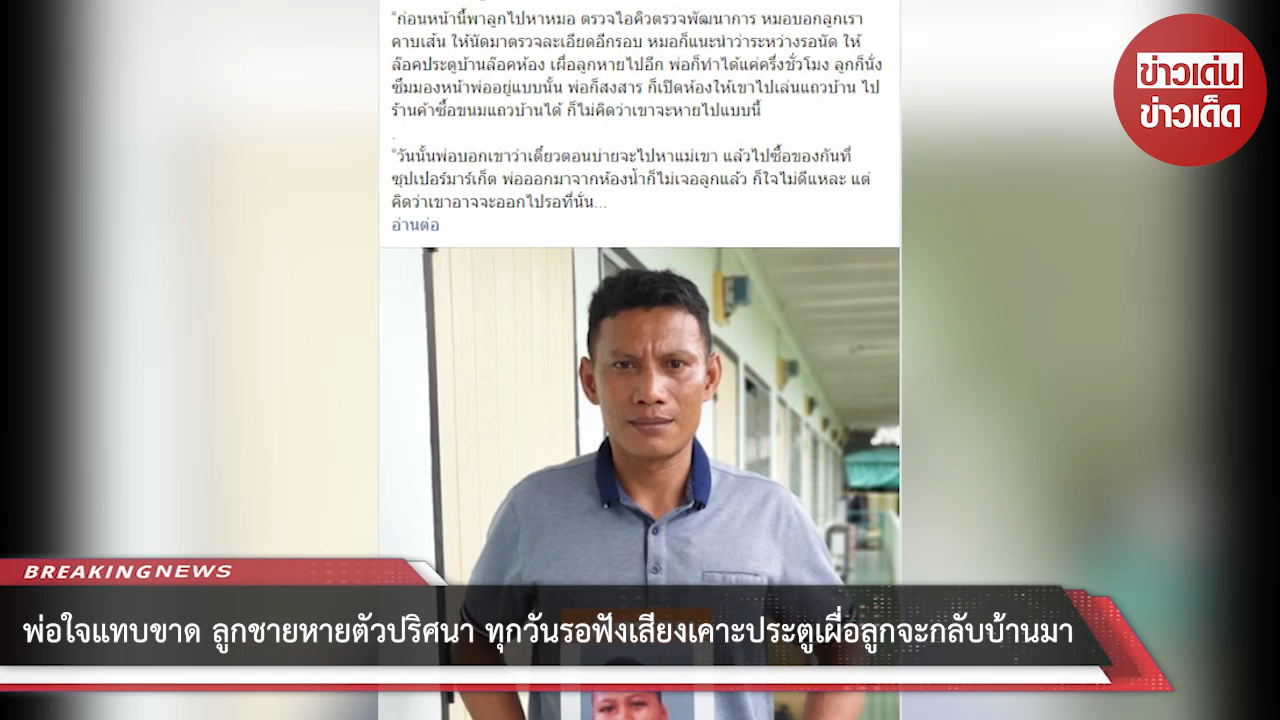 "ก่อนหน้านี้พาลูกไปหาหมอ ตรวจไอคิวตรวจพัฒนาการ หมอบอกลูกเรา
คาบเส้น ให้นัดมาตรวจละเอียดอีกรอบ หมอก็แนะนำว่าระหว่างรอนัด ให้
ล๊อคประตูบ้านล๊อคห้อง เผื่อลูกหายไปอีก พ่อก็ทำได้แค่ครึ่งชั่วโมง ลูกก็นั่ง
ซึมมองหน้าพ่ออยู่แบบนั้น พ่อก็สงสาร ก็เปิดห้องให้เขาไปเล่นแถวบ้าน ไป
ร้านค้าซื้อขนมแถวบ้านได้ ก็ไม่คิดว่าเขาจะหายไปแบบนี้
.
"วันนั้นพ่อบอกเขาว่าเดี๋ยวตอนบ่ายจะไปหาแม่เขา แล้วไปซื้อของกันที่
ซุปเปอร์มาร์เก็ต พ่อออกมาจากห้องน้ำก็ไม่เจอลูกแล้ว ก็ใจไม่ดีแหละ แต่
คิดว่าเขาอาจจะออกไปรอที่นั่น...
อ่านต่อ
ข่าวเด่น
ข่าวเด็ด
BREAKING NEWS
พ่อใจแทบขาด ลูกชายหายตัวปริศนา ทุกวันรอฟังเสียงเคาะประตูเผื่อลูกจะกลับบ้านมา